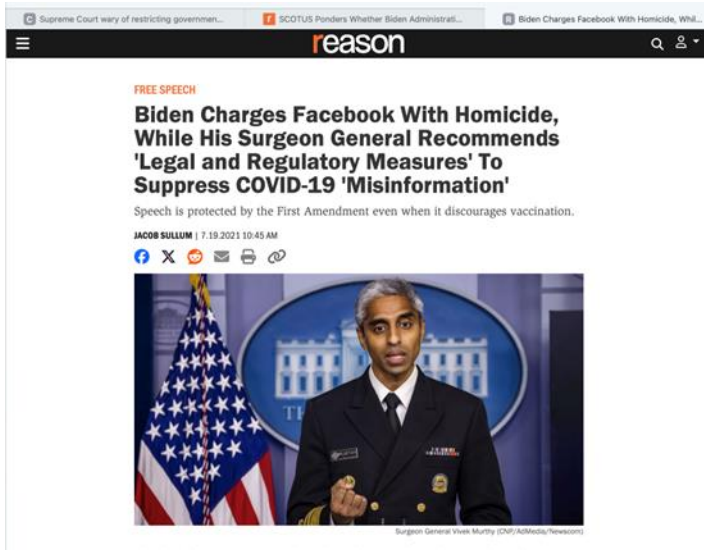 Supreme Court wary of restricting governmen...
SCOTUS Ponders Whether Biden Administrati...
Biden Charges Facebook With Homicide, Whil...
reason
FREE SPEECH
Biden Charges Facebook With Homicide,
While His Surgeon General Recommends
'Legal and Regulatory Measures' To
Suppress COVID-19 'Misinformation'
Speech is protected by the First Amendment even when it discourages vaccination.
JACOB SULLUM | 7.19.2021 10:45 AM
TH
Surgeon General Vivek Murthy (CNP/AdMedia/Newscom)